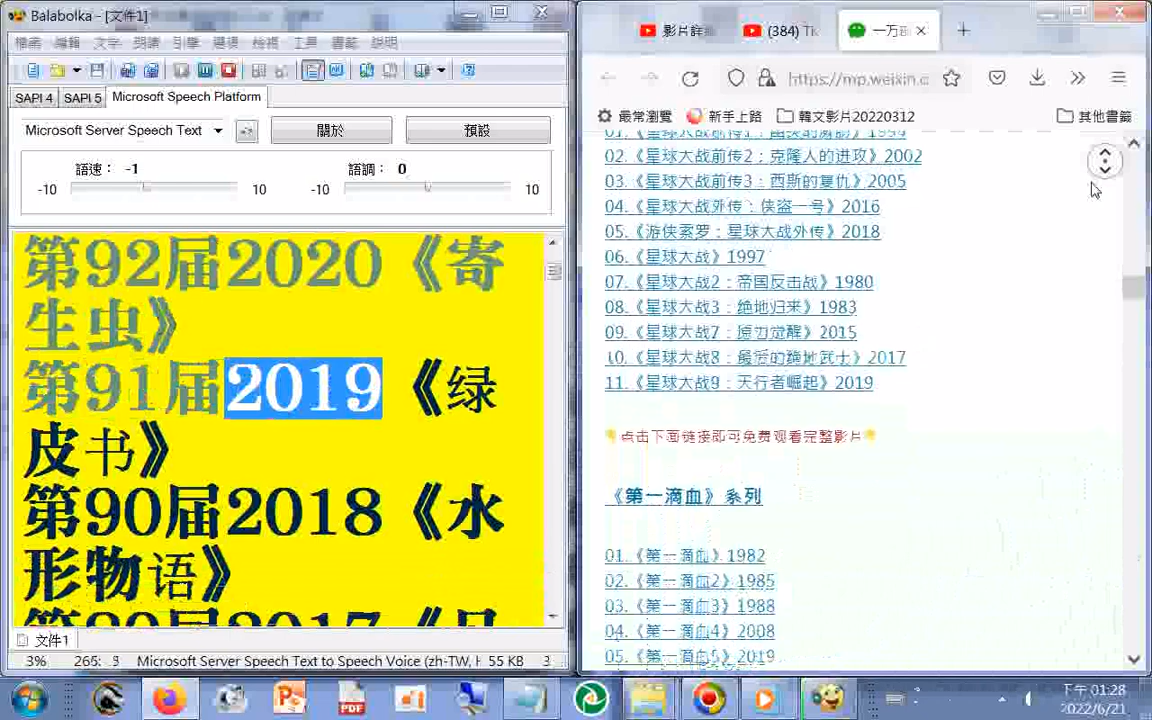 Balabolka - [文件1]
檔案 編輯 文字 朗讀 引擎 選項 檢視 工具 書籤 說明
SAPI 4 SAPI 5 Microsoft Speech Platform
Microsoft Server Speech Text
關於
預設
語速： -1
語調： 0
-10 10 -10 10
第92届2020《寄
生虫》
第91届2019《绿
皮书》
第90届2018《水
形物语》
文件1
3%
Microsoft Server Speech Text to Speech Voice (zh-TW, H
55 KB
影片詳
(384) T
一万
https://mp.weixin.c
最常瀏覽 新手上路 韓文影片20220312 其他書籤
02.《星球大战前传2：克隆人的进攻》2002
03.《星球大战前传3：西斯的复仇》2005
04.《星球大战外传：侠盗一号》2016
05.《游侠索罗：星球大战外传》2018
06.《星球大战》1997
07.《星球大战2：帝国反击战》1980
08.《星球大战3：绝地归来》1983
09.《星球大战7：原力觉醒》2015
10.《星球大战8：最后的绝地武士》2017
11.《星球大战9：天行者崛起》2019
点击下面链接即可免费观看完整影片
《第一滴血》系列
01.《第一滴血》1982
02.《第一滴血2》1985
03.《第一滴血3》1988
04.《第一滴血4》2008
05.《第一滴血5》2019
PDF
下午 01:28
2022/6/21